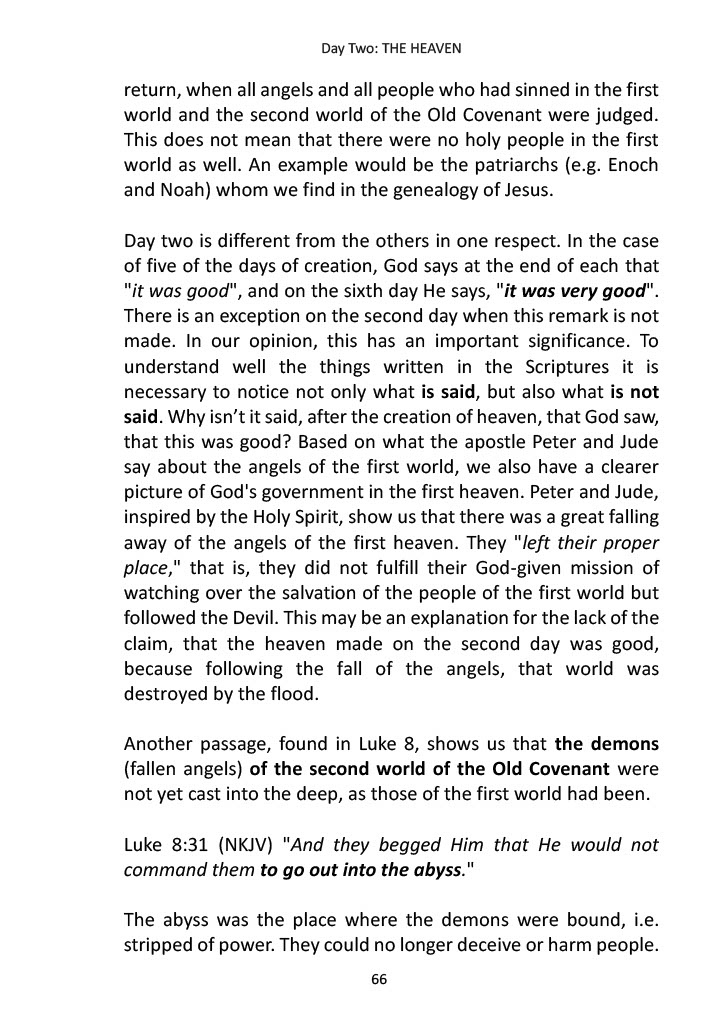 Day Two: THE HEAVEN
return, when all angels and all people who had sinned in the first
world and the second world of the Old Covenant were judged.
This does not mean that there were no holy people in the first
world as well. An example would be the patriarchs (e.g. Enoch
and Noah) whom we find in the genealogy of Jesus.
Day two is different from the others in one respect. In the case
of five of the days of creation, God says at the end of each that
"it was good", and on the sixth day He says, "it was very good".
There is an exception on the second day when this remark is not
made. In our opinion, this has an important significance. To
understand well the things written in the Scriptures it is
necessary to notice not only what is said, but also what is not
said. Why isn’t it said, after the creation of heaven, that God saw,
that this was good? Based on what the apostle Peter and Jude
say about the angels of the first world, we also have a clearer
picture of God's government in the first heaven. Peter and Jude,
inspired by the Holy Spirit, show us that there was a great falling
away of the angels of the first heaven. They "left their proper
place," that is, they did not fulfill their God-given mission of
watching over the salvation of the people of the first world but
followed the Devil. This may be an explanation for the lack of the
claim, that the heaven made on the second day was good,
because following the fall of the angels, that world was
destroyed by the flood.
Another passage, found in Luke 8, shows us that the demons
(fallen angels) of the second world of the Old Covenant were
not yet cast into the deep, as those of the first world had been.
Luke 8:31 (NKJV) "And they begged Him that He would not
command them to go out into the abyss."
The abyss was the place where the demons were bound, i.e.
stripped of power. They could no longer deceive or harm people.
66